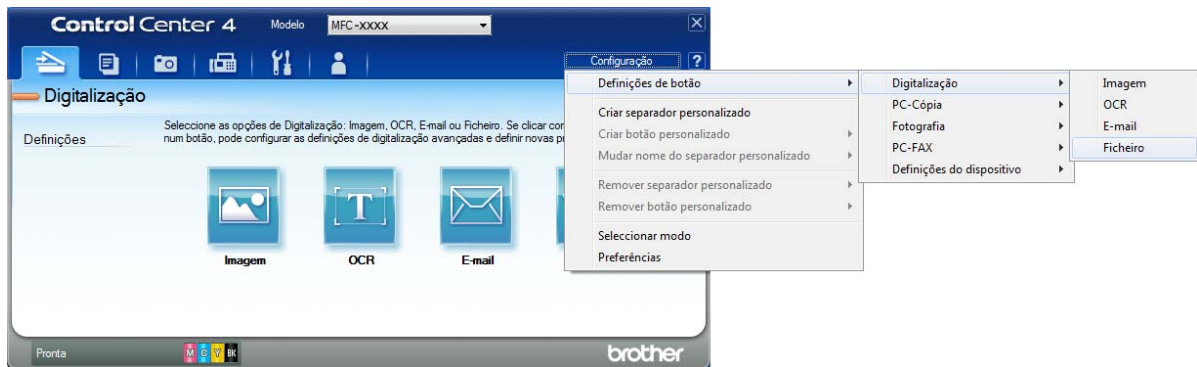 Control Center 4
Modelo
MFC-XXXX
Configuração
?
Digitalização
Definições
Seleccione as opções de Digitalização: Imagem, OCR, E-mail ou Ficheiro. Se clicar
num botão, pode configurar as definições de digitalização avançadas e definir novas
Imagem
OCR
E-mail
Pronta
M C Y BK
brother
Definições de botão
Criar separador personalizado
Criar botão personalizado
Mudar nome do separador personalizado
Remover separador personalizado
Remover botão personalizado
Seleccionar modo
Preferências
Digitalização
PC-Cópia
Fotografia
PC-FAX
Definições do dispositivo
Imagem
OCR
E-mail
Ficheiro